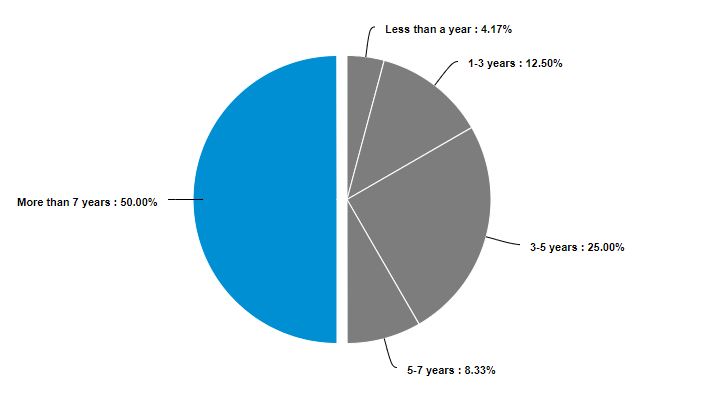 Less than a year : 4.17%
1-3 years : 12.50%
More than 7 years : 50.00%
3-5 years : 25.00%
5-7 years : 8.33%